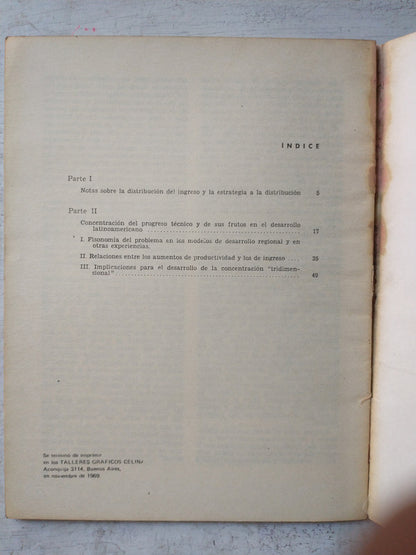 INDICE
Parte I
Notas sobre la distribución del ingreso y la estrategia a la distribución 5
Parte II
Concentración del progreso técnico y de sus frutos en el desarrollo
latinoamericano ........ 17
I. Fisonomía del problema en los modelos de desarrollo regional y en
otras experiencias.
II Relaciones entre los aumentos de productividad y los de ingreso .... 35
III. Implicaciones para el desarrollo de la concentración "tridimen-
sional" ........ 49
Se terminó de imprimir
en los TALLERES GRAFICOS CELINA
Aconquija 3114, Buenos Aires,
en noviembre de 1969